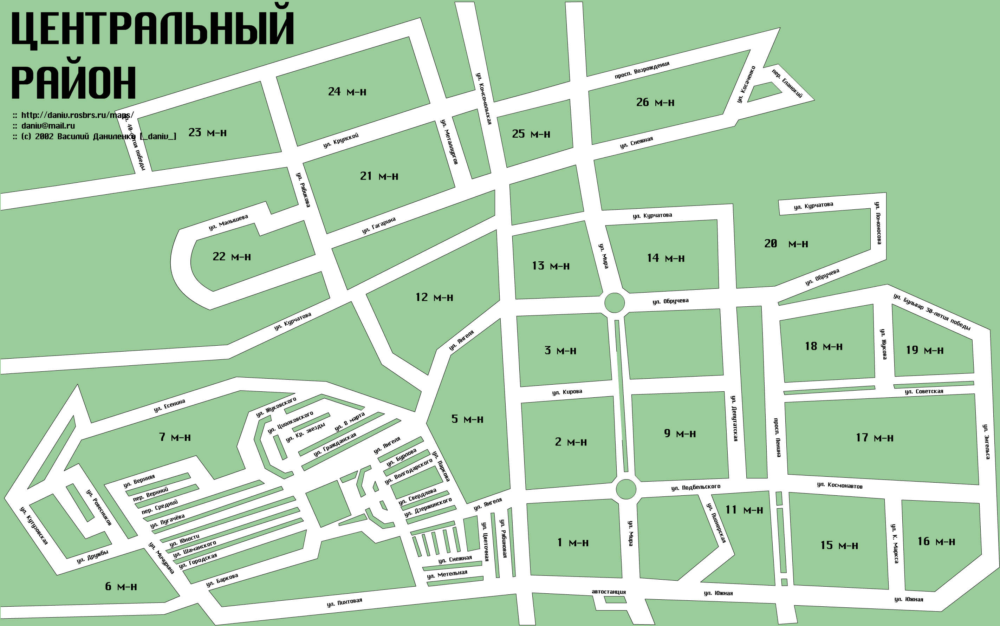 ЦЕНТРАЛЬНЫЙ
РАЙОН
:: http://daniv.rosbrs.ru/maps/
:: daniv@mail.ru
:: (c) 2002 Василий Даниленко [_daniv_]
ул. 40-летия победы
23 м-н
24 м-н
ул. Крупской
ул. Металлургов
ул. Комсомольская
25 м-н
просп. Возрождения
26 м-н
ул. Косаченко
пер. Еланокий
ул. Снежная
21 м-н
ул. Рябикова
ул. Малышева
22 м-н
ул. Гагарина
ул. Курчатова
12 м-н
ул. Янгеля
13 м-н
ул. Мира
ул. Курчатова
14 м-н
ул. Обручева
ул. Курчатова
ул. Ломоносова
20 м-н
ул. Обручева
ул. Бульвар 30-летия победы
18 м-н
ул. Жукова
19 м-н
ул. Советская
3 м-н
ул. Кирова
5 м-н
2 м-н
9 м-н
ул. Депутатская
просп. Ленина
17 м-н
ул. Энгельса
ул. Подбельского
ул. Космонавтов
ул. Есенина
7 м-н
ул. Жуковского
ул. Циолковского
ул. Кр. звезды
ул. 8 марта
ул. Гражданская
ул. Янгеля
ул. Бурлова
ул. Волгодарского
ул. Паркова
ул. Свердлова
ул. Дзержинского
ул. Янгеля
ул. Верхняя
пер. Верхний
пер. Средний
ул. Пугачёва
ул. Юности
ул. Шаманского
ул. Городская
ул. Баркова
ул. Ровесников
ул. Кутузовская
ул. Дружбы
ул. Мичурина
6 м-н
ул. Цветочная
ул. Рябиновая
ул. Снежная
ул. Метельная
ул. Пихтовая
1 м-н
ул. Мира
ул. Пионерская
11 м-н
15 м-н
ул. К. Маркса
16 м-н
автостанция
ул. Южная
ул. Южная